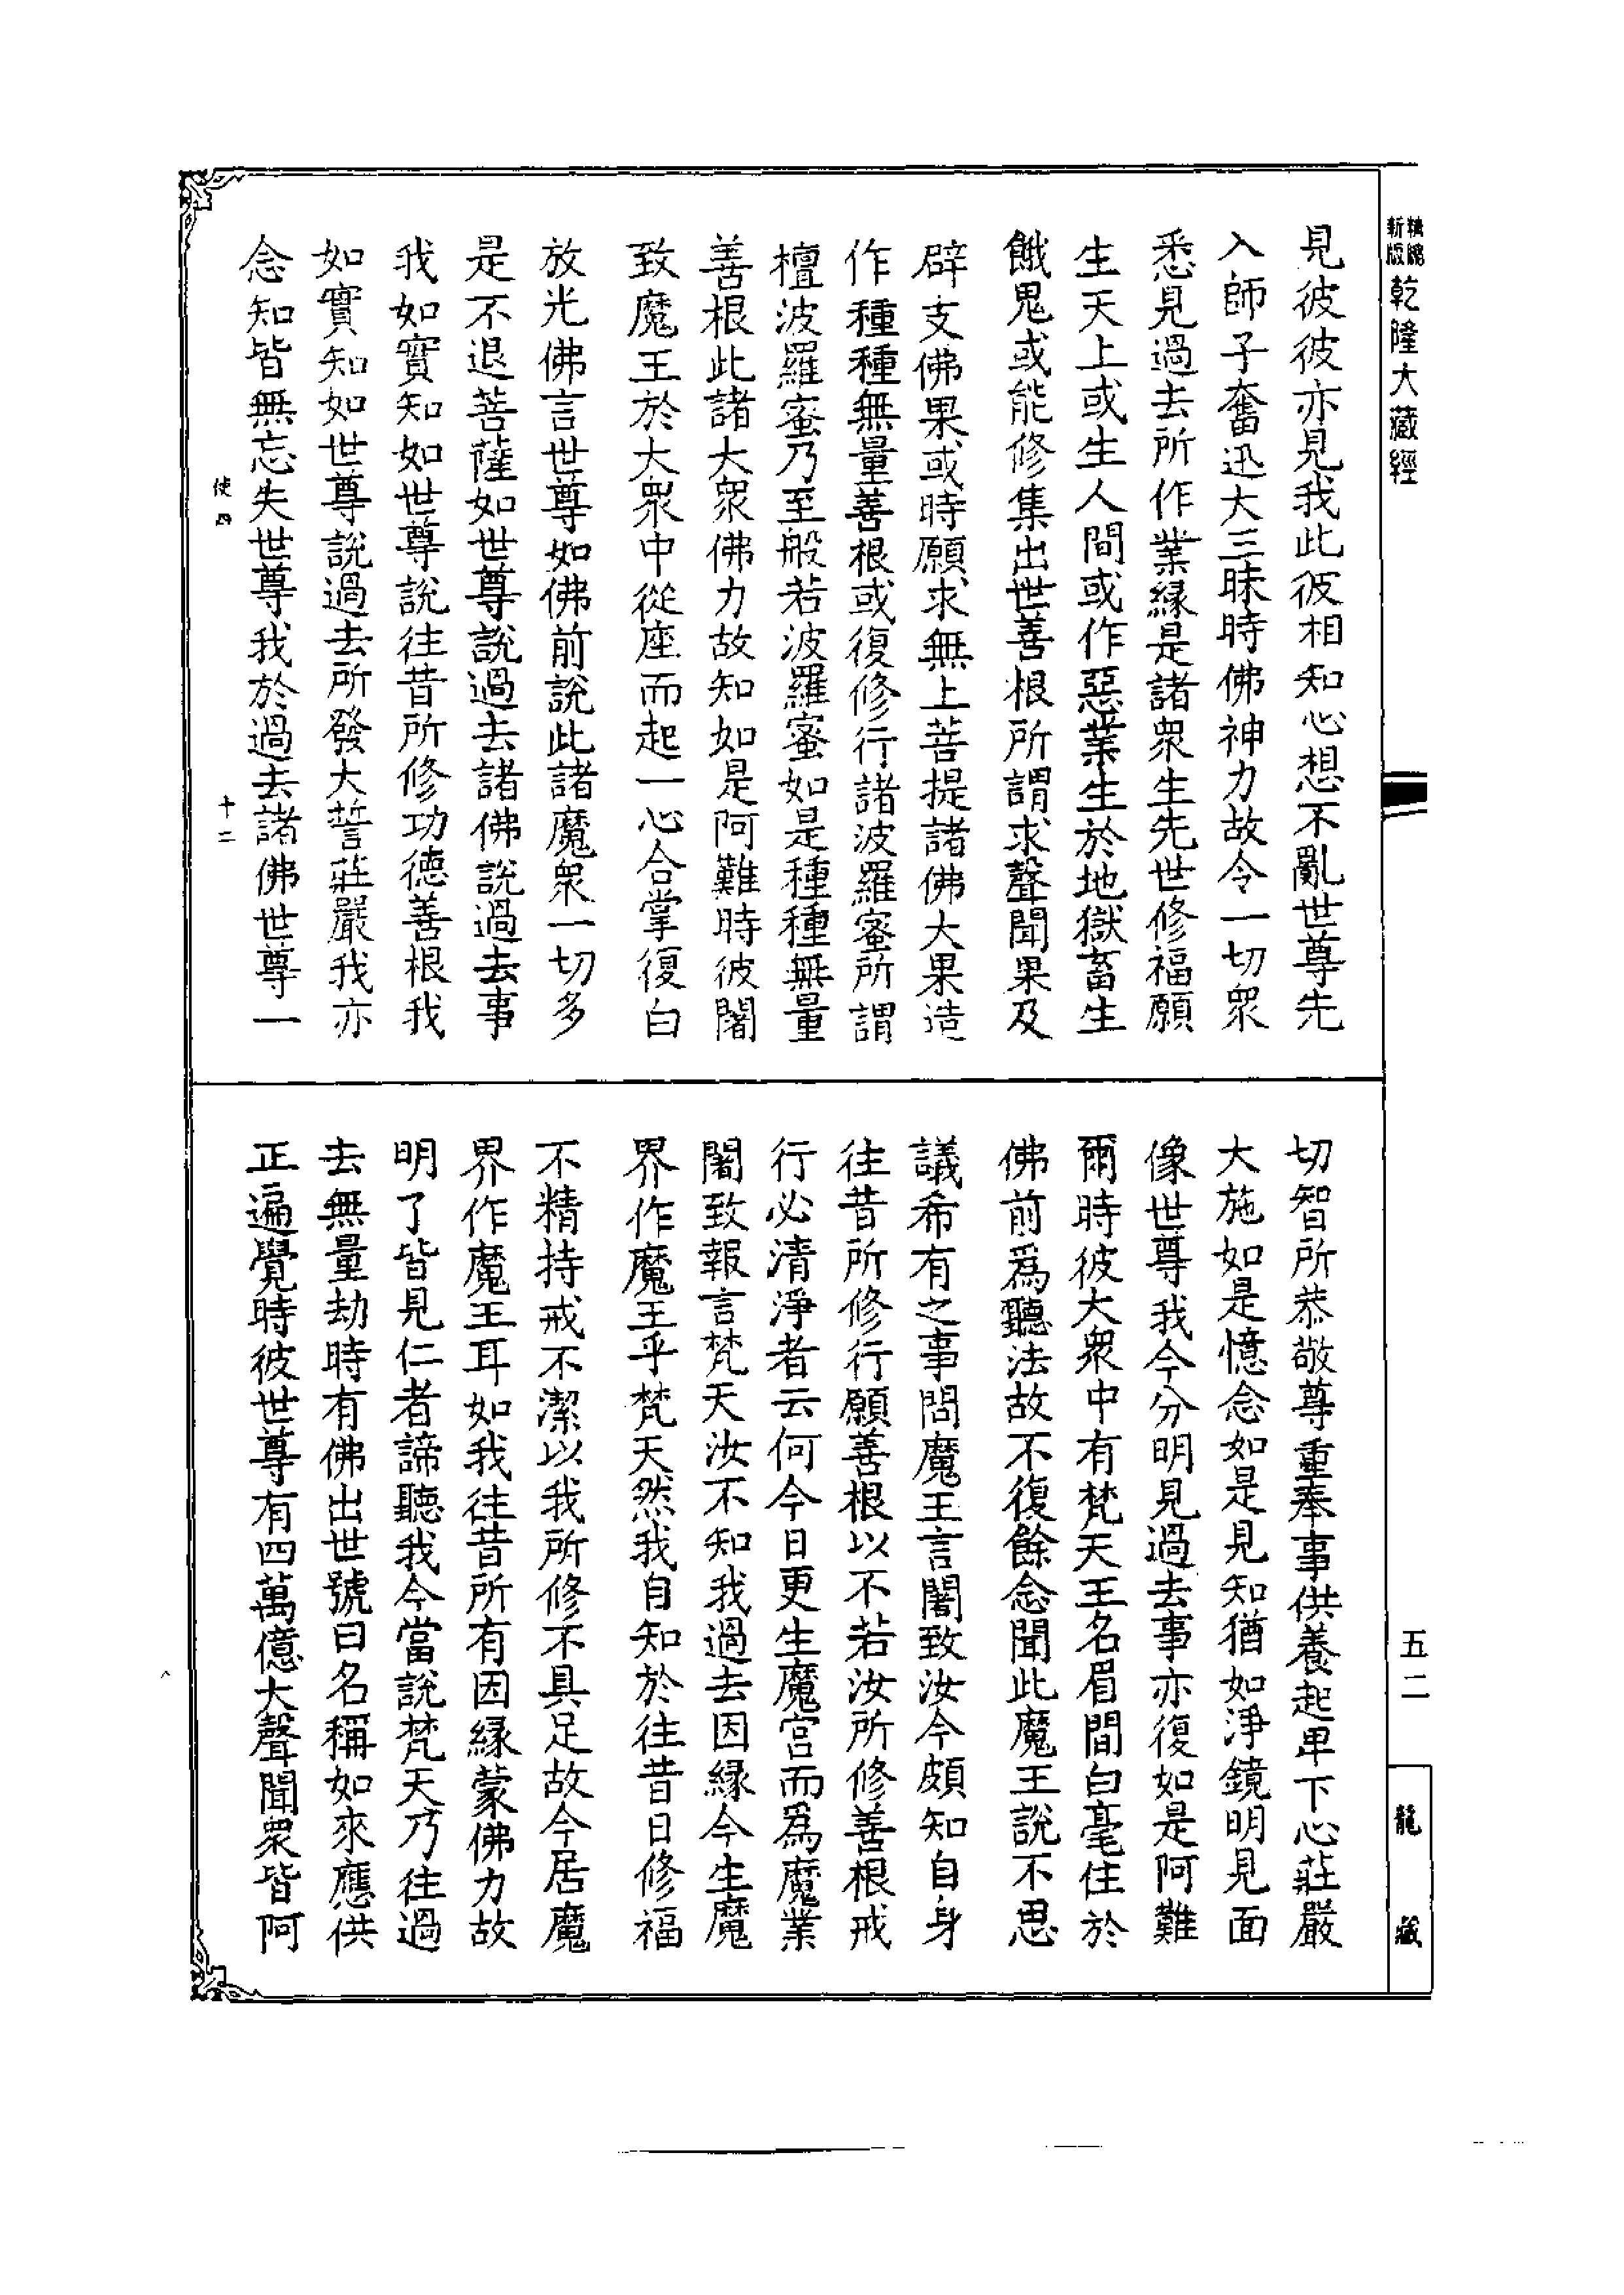 精編
新版
乾隆大藏經
見彼彼亦見我此彼相知心想不亂世尊先
入師子奮迅大三昧時佛神力故令一切眾
悉見過去所作業緣是諸眾生先世修福願
生天上或生人間或作惡業生於地獄畜生
餓鬼或能修集出世善根所謂求聲聞果及
辟支佛果或時願求無上菩提諸佛大果造
作種種無量善根或復修行諸波羅蜜所謂
檀波羅蜜乃至般若波羅蜜如是種種無量
善根此諸大眾佛力故知如是阿難時彼闍
致魔王於大眾中從座而起一心合掌復白
放光佛言世尊如佛前說此諸魔眾一切多
是不退菩薩如世尊說過去諸佛說過去事
我如實知如世尊說往昔所修功德善根我
如實知如世尊說過去所發大誓莊嚴我亦
念知皆無忘失世尊我於過去諸佛世尊一
使四
十二
切智所恭敬尊重奉事供養起卑下心莊嚴
大施如是憶念如是見知猶如淨鏡明見面
像世尊我今分明見過去事亦復如是阿難
爾時彼大眾中有梵天王名眉間白毫住於
佛前為聽法故不復餘念聞此魔王說不思
議希有之事問魔王言闍致汝今頗知自身
往昔所修行願善根以不若汝所修善根戒
行必清淨者云何今日更生魔宮而為魔業
闍致報言梵天汝不知我過去因緣今生魔
界作魔王乎梵天然我自知於往昔日修福
不精持戒不潔以我所修不具足故今居魔
界作魔王耳如我往昔所有因緣蒙佛力故
明了皆見仁者諦聽我今當說梵天乃往過
去無量劫時有佛出世號曰名稱如來應供
正遍覺時彼世尊有四萬億大聲聞眾皆阿
五二
龍藏